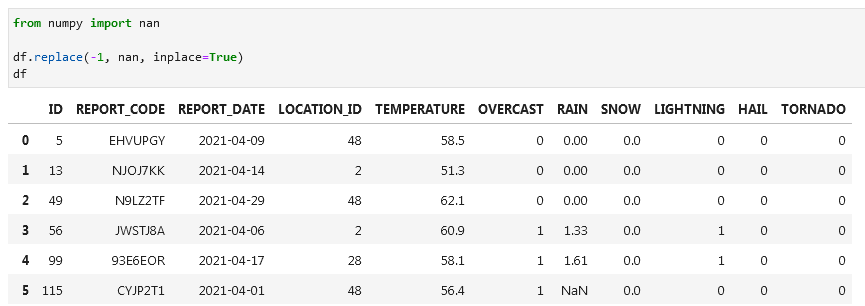 from numpy import nan
df.replace(-1, nan, inplace=True)
df
ID REPORT_CODE REPORT_DATE LOCATION_ID TEMPERATURE OVERCAST RAIN SNOW LIGHTNING HAIL TORNADO
0 5 EHVUPGY 2021-04-09 48 58.5 0 0.00 0.0 0 0 0
1 13 NJOJ7KK 2021-04-14 2 51.3 0 0.00 0.0 0 0 0
2 49 N9LZ2TF 2021-04-29 48 62.1 0 0.00 0.0 0 0 0
3 56 JWSTJ8A 2021-04-06 2 60.9 1 1.33 0.0 1 0 0
4 99 93E6EOR 2021-04-17 28 58.1 1 1.61 0.0 1 0 0
5 115 CYJP2T1 2021-04-01 48 56.4 1 NaN 0.0 0 0 0